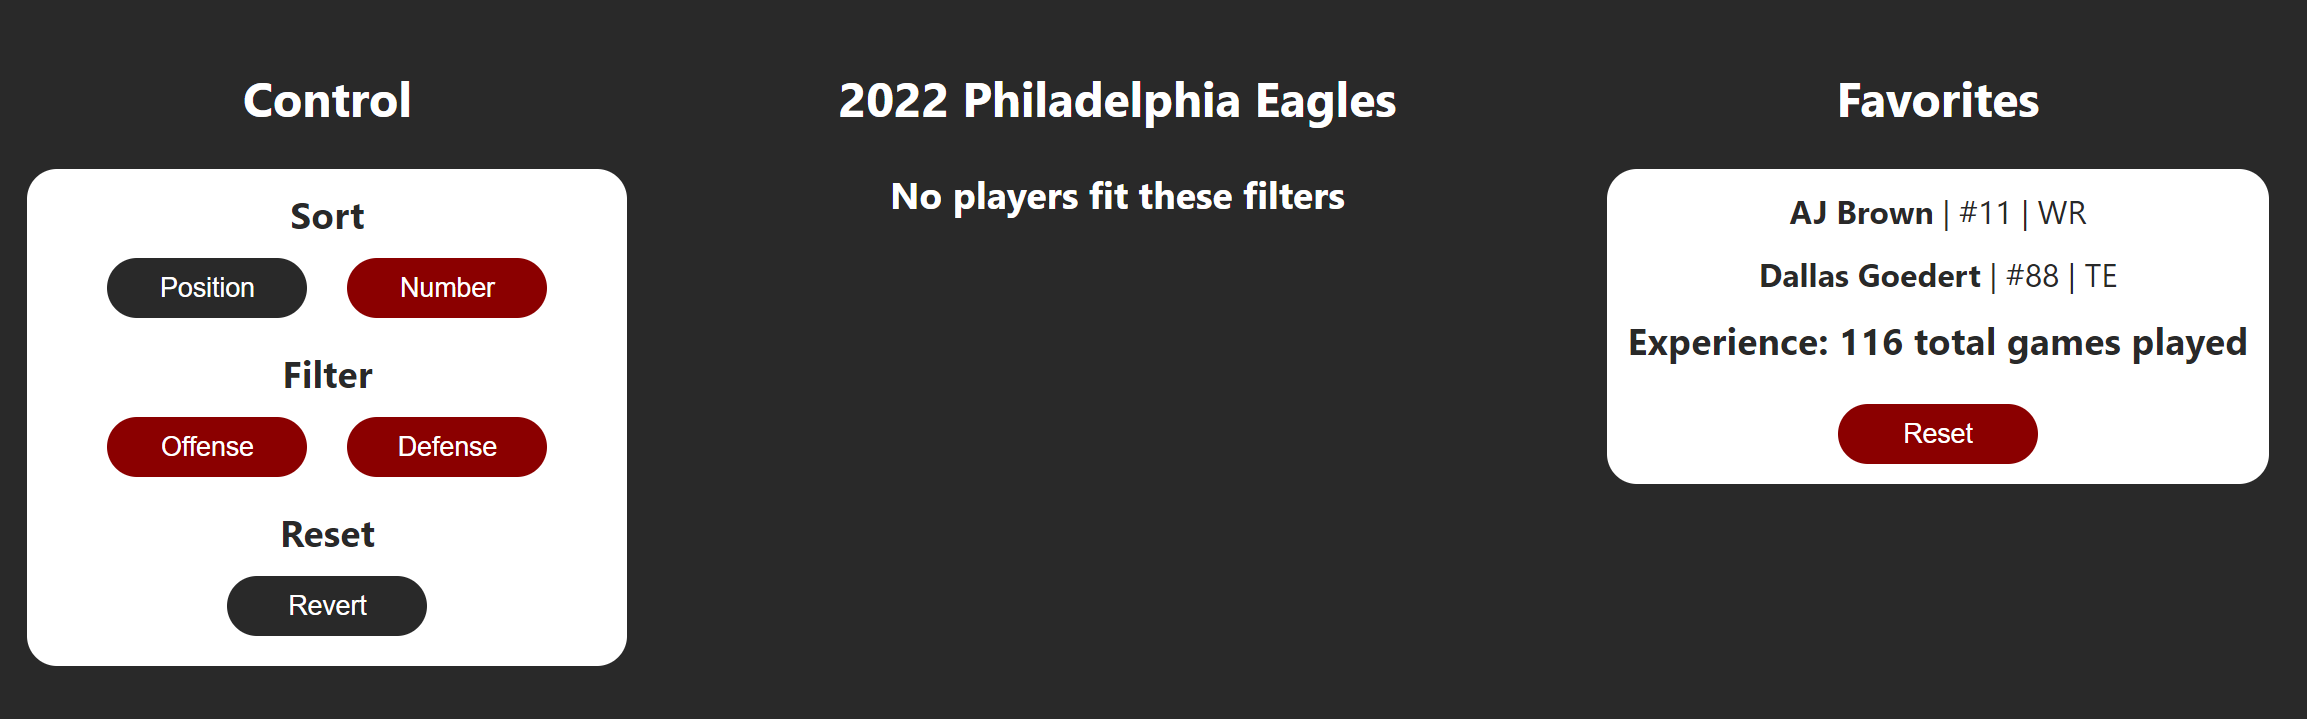 Control
Sort
Position
Number
Filter
Offense
Defense
Reset
Revert
2022 Philadelphia Eagles
No players fit these filters
Favorites
AJ Brown | #11 | WR
Dallas Goedert | #88 | TE
Experience: 116 total games played
Reset